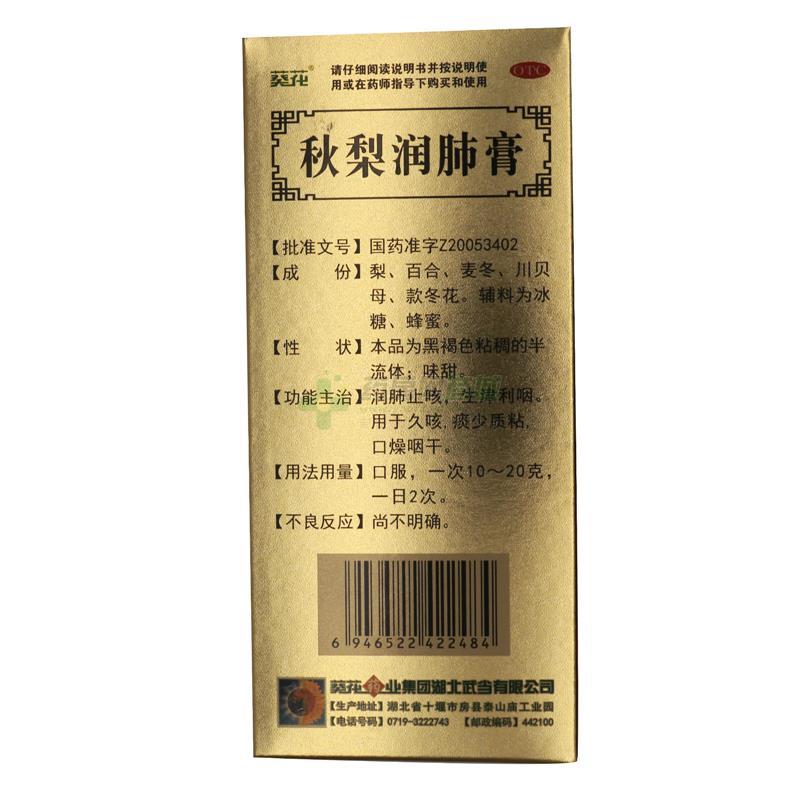 葵花®
请仔细阅读说明书并按说明使
用或在药师指导下购买和使用
OTC
秋梨润肺膏
【批准文号】国药准字Z20053402
【成　　份】梨、百合、麦冬、川贝
母、款冬花。辅料为冰
糖、蜂蜜。
【性　　状】本品为黑褐色粘稠的半
流体；味甜。
【功能主治】润肺止咳，生津利咽。
用于久咳,痰少质粘,
口燥咽干。
【用法用量】口服，一次10～20克，
一日2次。
【不良反应】尚不明确。
6 946522 422484
葵花药业集团湖北武当有限公司
【生产地址】湖北省十堰市房县泰山庙工业园
【电话号码】0719-3222743 【邮政编码】442100